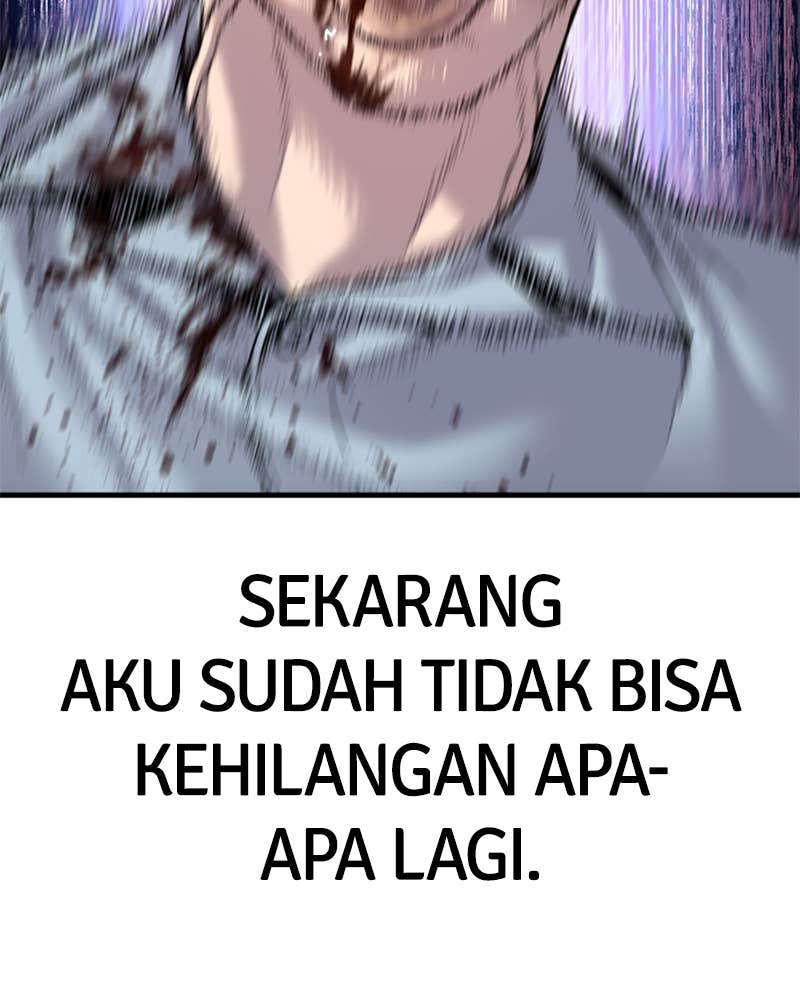 SEKARANG
AKU SUDAH TIDAK BISA
KEHILANGAN APA-
APA LAGI.